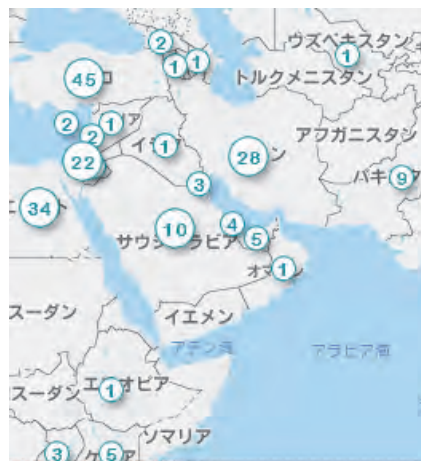 2
ウズベキスタン
1
1
1
45
トルクメニスタン
2
1
ア
アフガニスタン
2
1
22
28
ン
9
パキ
3
34
ト
10
4
サウジ
ラビア
5
オマ
1
スーダン
イエメン
アデン湾
アラビア海
エ
オピア
1
スーダン
ソマリア
3
5
ケ
ア